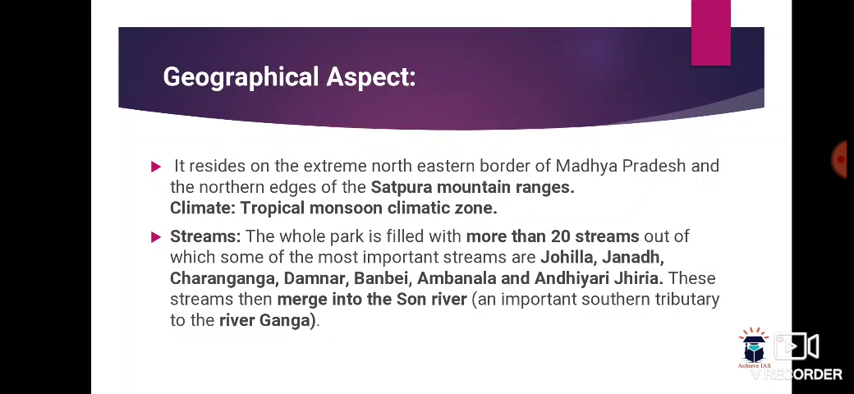 Geographical Aspect:
It resides on the extreme north eastern border of Madhya Pradesh and
the northern edges of the Satpura mountain ranges.
Climate: Tropical monsoon climatic zone.
Streams: The whole park is filled with more than 20 streams out of
which some of the most important streams are Johilla, Janadh,
Charanganga, Damnar, Banbei, Ambanala and Andhiyari Jhiria. These
streams then merge into the Son river (an important southern tributary
to the river Ganga).
Achieve IAS
V RECORDER